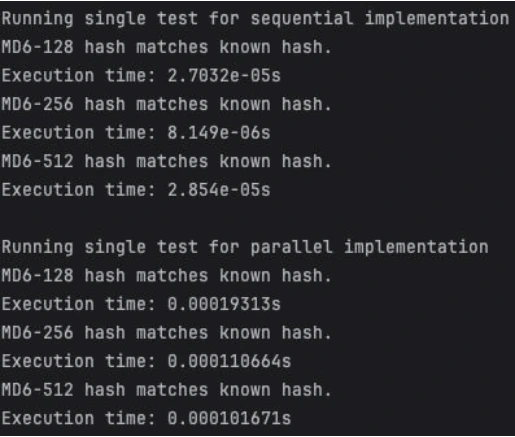 Running single test for sequential implementation
MD6-128 hash matches known hash.
Execution time: 2.7032e-05s
MD6-256 hash matches known hash.
Execution time: 8.149e-06s
MD6-512 hash matches known hash.
Execution time: 2.854e-05s
Running single test for parallel implementation
MD6-128 hash matches known hash.
Execution time: 0.00019313s
MD6-256 hash matches known hash.
Execution time: 0.000110664s
MD6-512 hash matches known hash.
Execution time: 0.000101671s